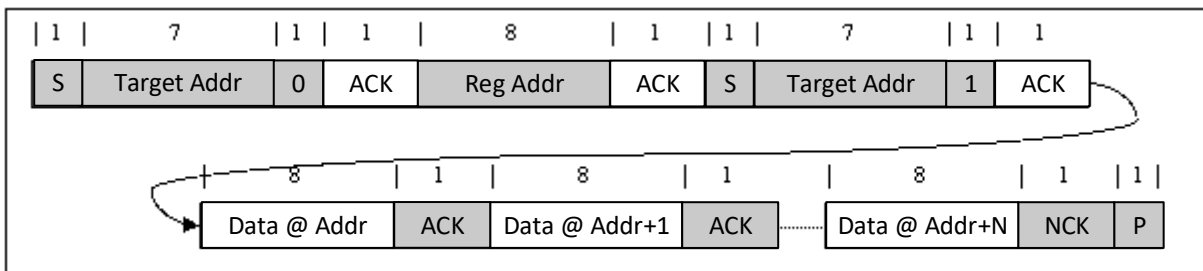 | 1 | 7 | 1 | 1 | 8 | 1 | 1 | 7 | 1 | 1
S Target Addr 0 ACK Reg Addr ACK S Target Addr 1 ACK
| 8 | 1 | 8 | 1 | 8 | 1 | 1 |
Data @ Addr ACK Data @ Addr+1 ACK Data @ Addr+N NCK P